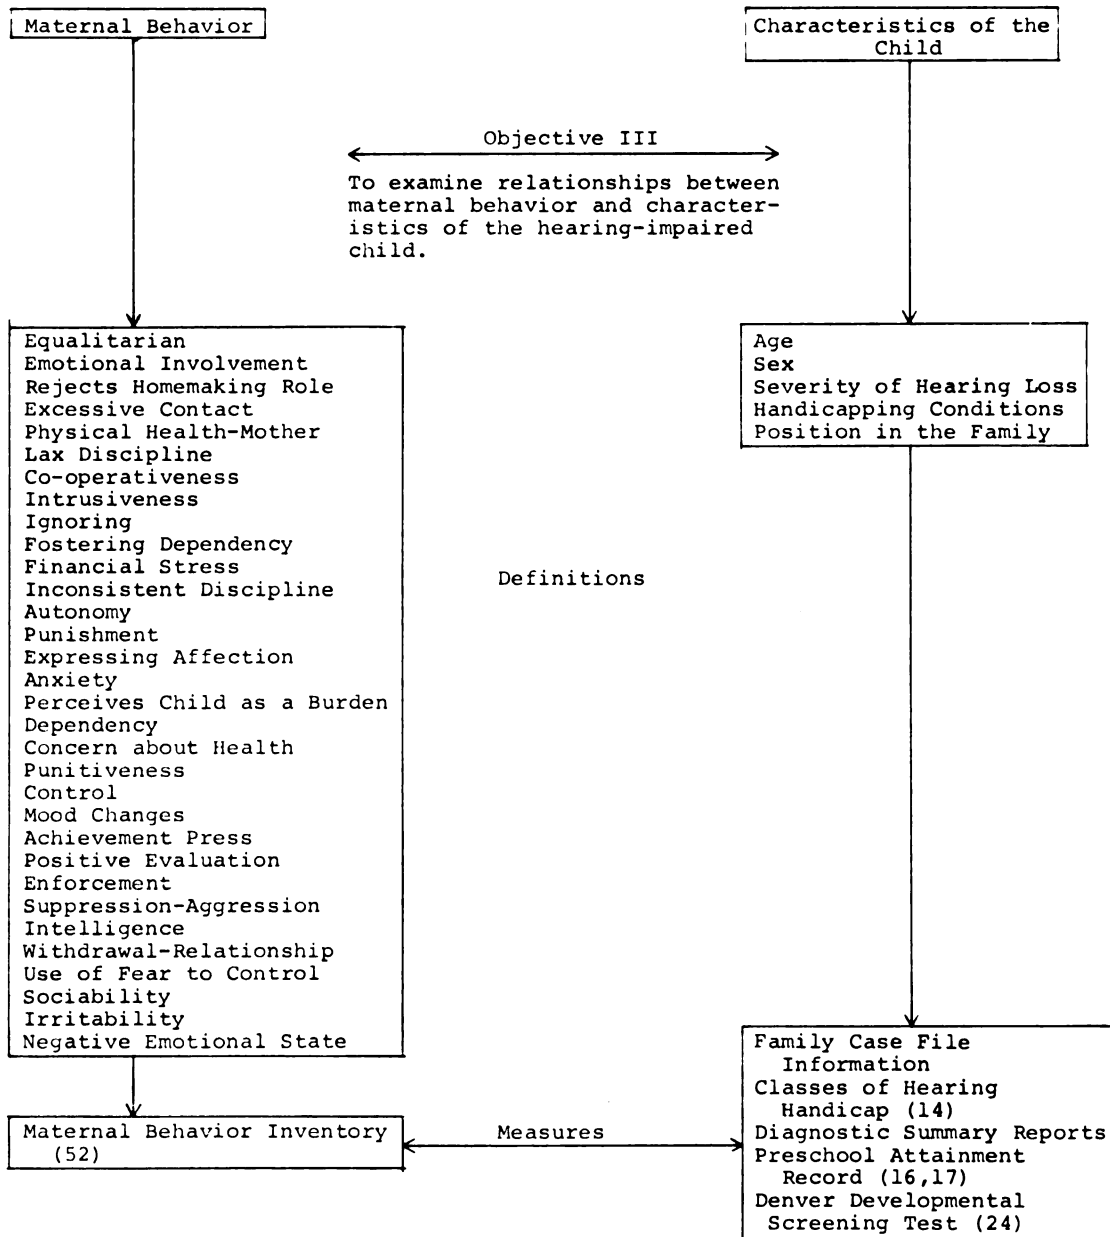 Maternal Behavior
Characteristics of the
Child
Objective III
To examine relationships between
maternal behavior and character-
istics of the hearing-impaired
child.
Equalitarian
Emotional Involvement
Rejects Homemaking Role
Excessive Contact
Physical Health-Mother
Lax Discipline
Co-operativeness
Intrusiveness
Ignoring
Fostering Dependency
Financial Stress
Inconsistent Discipline
Autonomy
Punishment
Expressing Affection
Anxiety
Perceives Child as a Burden
Dependency
Concern about Health
Punitiveness
Control
Mood Changes
Achievement Press
Positive Evaluation
Enforcement
Suppression-Aggression
Intelligence
Withdrawal-Relationship
Use of Fear to Control
Sociability
Irritability
Negative Emotional State
Age
Sex
Severity of Hearing Loss
Handicapping Conditions
Position in the Family
Definitions
Maternal Behavior Inventory
(52)
Measures
Family Case File
Information
Classes of Hearing
Handicap (14)
Diagnostic Summary Reports
Preschool Attainment
Record (16,17)
Denver Developmental
Screening Test (24)